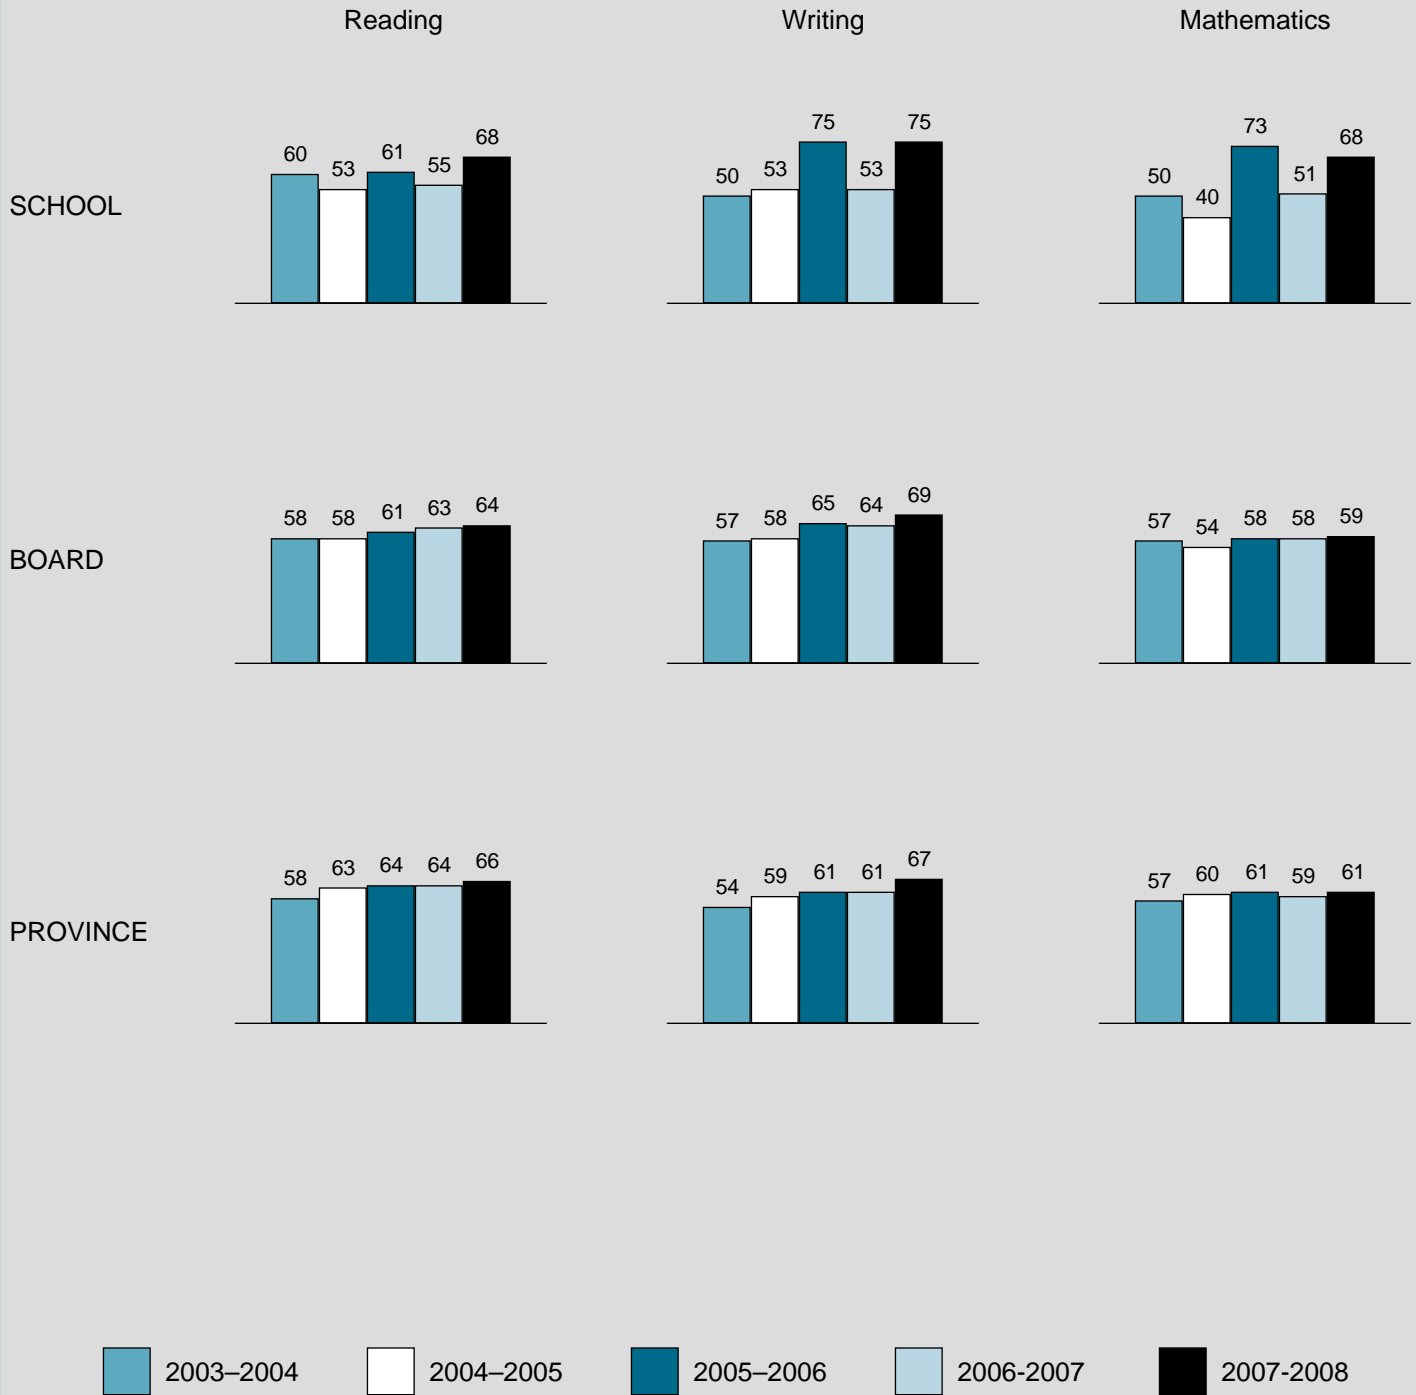 Reading Writing Mathematics
SCHOOL
60 53 61 55 68
50 53 75 53 75
50 40 73 51 68
BOARD
58 58 61 63 64
57 58 65 64 69
57 54 58 58 59
PROVINCE
58 63 64 64 66
54 59 61 61 67
57 60 61 59 61
2003–2004 2004–2005 2005–2006 2006-2007 2007-2008